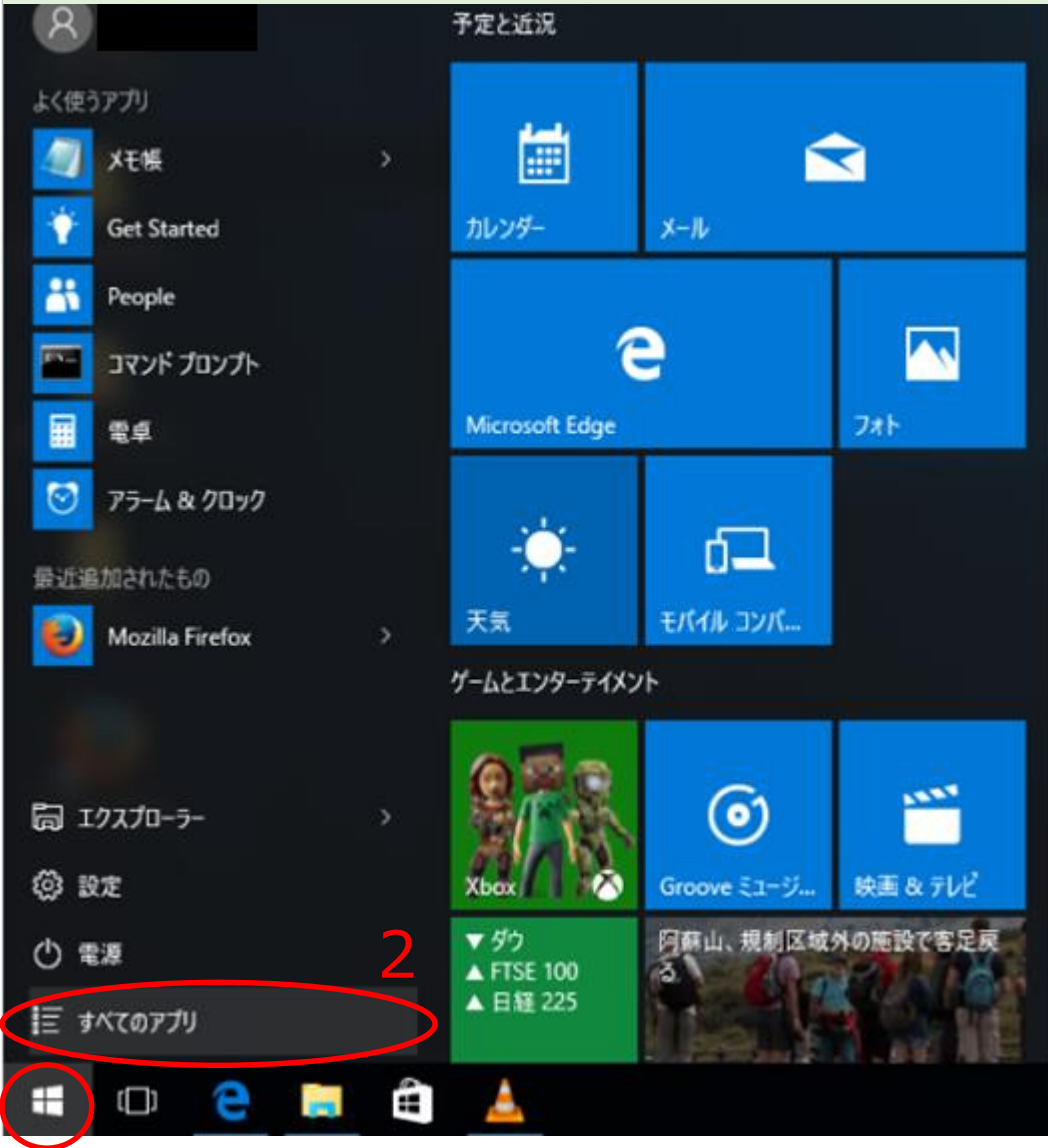 予定と近況
よく使うアプリ
メモ帳
Get Started
People
コマンド プロンプト
電卓
アラーム & クロック
最近追加されたもの
Mozilla Firefox
エクスプローラー
設定
電源
2
すべてのアプリ
カレンダー
メール
Microsoft Edge
フォト
天気
モバイル コンパ...
ゲームとエンターテイメント
Xbox
Groove ミュージ...
映画 & テレビ
▼ ダウ
▲ FTSE 100
▲ 日経 225
阿蘇山、規制区域外の施設で客足戻
る